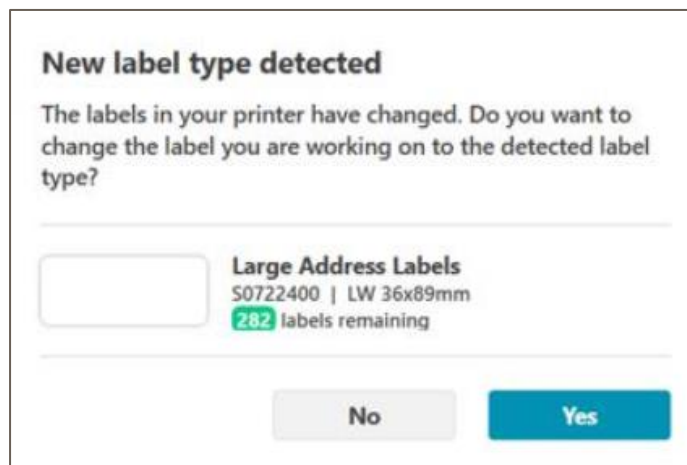 New label type detected
The labels in your printer have changed. Do you want to
change the label you are working on to the detected label
type?
Large Address Labels
S0722400 | LW 36x89mm
282 labels remaining
No
Yes